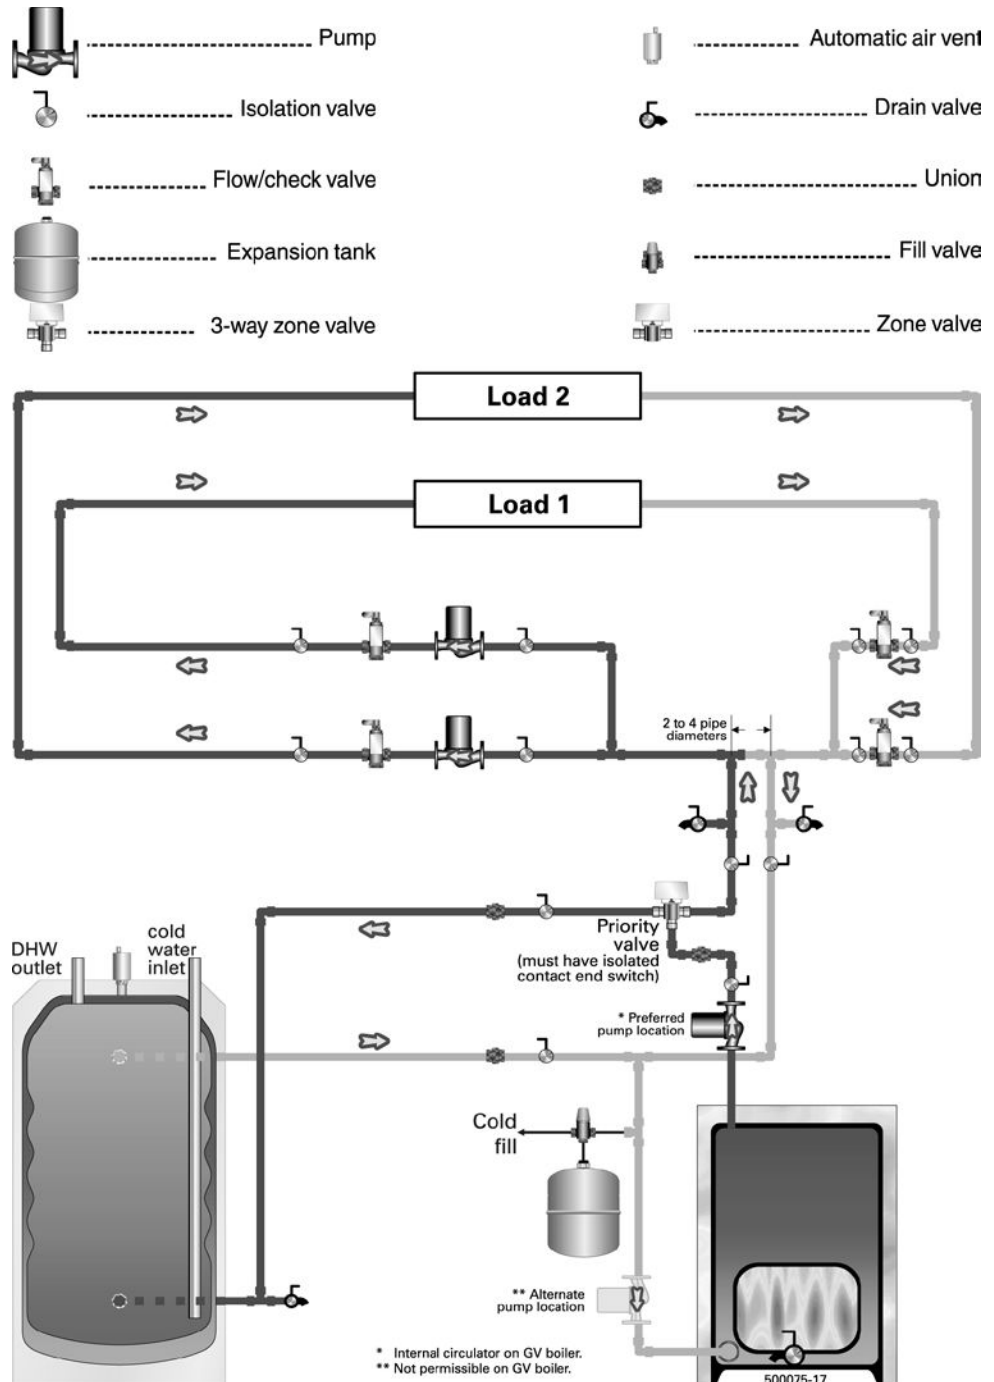 Pump
Automatic air vent
Isolation valve
Drain valve
Flow/check valve
Union
Expansion tank
Fill valve
3-way zone valve
Zone valve
Load 2
Load 1
2 to 4 pipe
diameters
Priority
valve
(must have isolated
contact end switch)
DHW
outlet
cold
water
inlet
* Preferred
pump location
Cold
fill
** Alternate
pump location
* Internal circulator on GV boiler.
** Not permissible on GV boiler.
500075-17